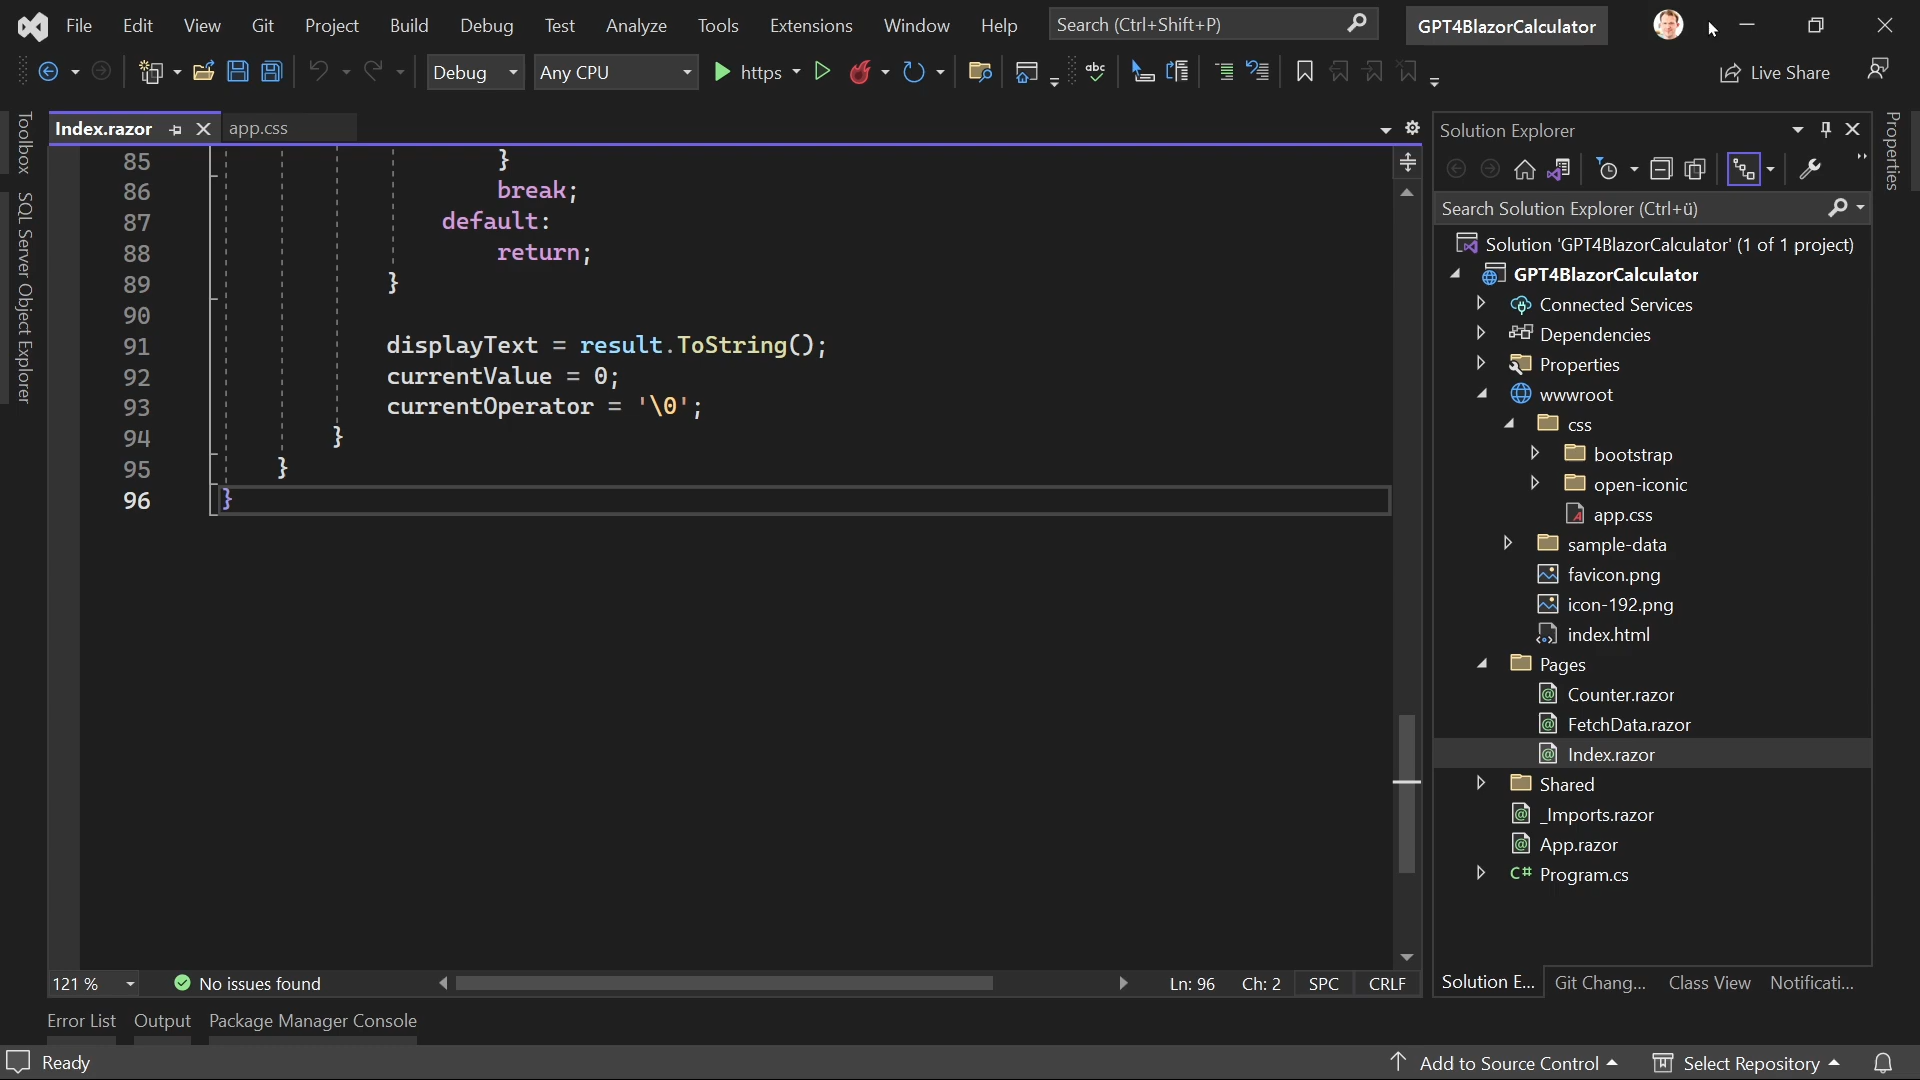 File Edit View Git Project Build Debug Test Analyze Tools Extensions Window Help Search (Ctrl+Shift+P) GPT4BlazorCalculator
Debug Any CPU https abc Live Share
Toolbox
SQL Server Object Explorer
Index.razor app.css
85 }
86 break;
87 default:
88 return;
89 }
90
91 displayText = result.ToString();
92 currentValue = 0;
93 currentOperator = '\0';
94 }
95 }
96 }
121 % No issues found Ln: 96 Ch: 2 SPC CRLF
Solution Explorer
Search Solution Explorer (Ctrl+ü)
Solution 'GPT4BlazorCalculator' (1 of 1 project)
GPT4BlazorCalculator
Connected Services
Dependencies
Properties
wwwroot
css
bootstrap
open-iconic
app.css
sample-data
favicon.png
icon-192.png
index.html
Pages
Counter.razor
FetchData.razor
Index.razor
Shared
_Imports.razor
App.razor
C# Program.cs
Solution E... Git Chang... Class View Notificati...
Properties
Error List Output Package Manager Console
Ready Add to Source Control Select Repository